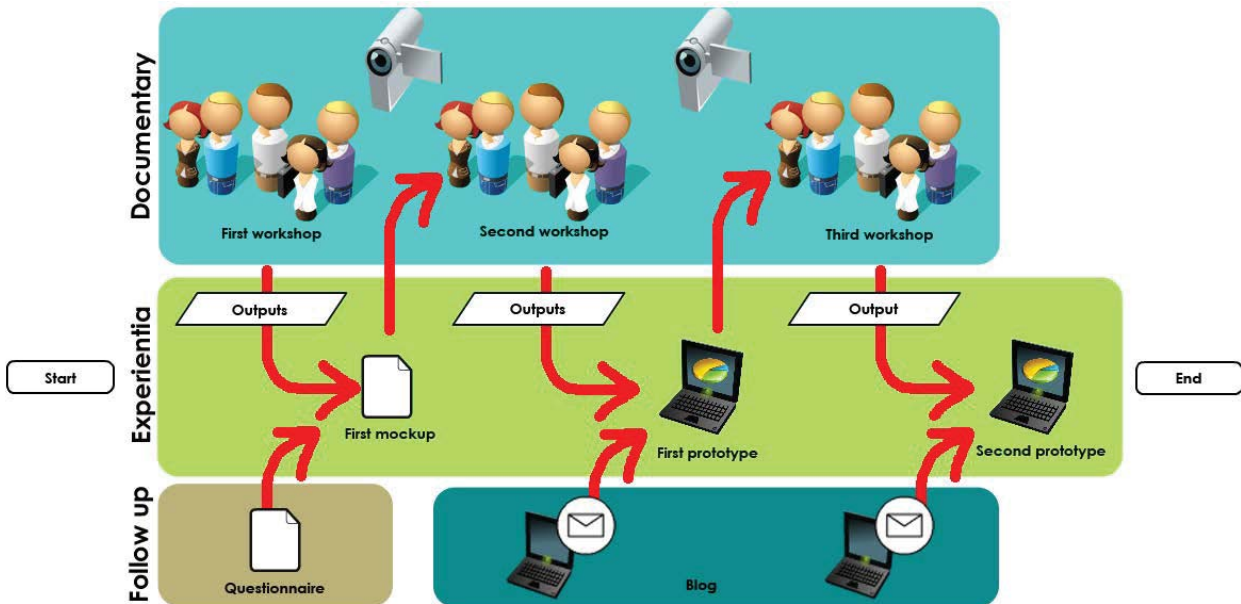 Documentary
First workshop
Second workshop
Third workshop
Experientia
Outputs
Outputs
Output
Start
End
First mockup
First prototype
Second prototype
Follow up
Questionnaire
Blog